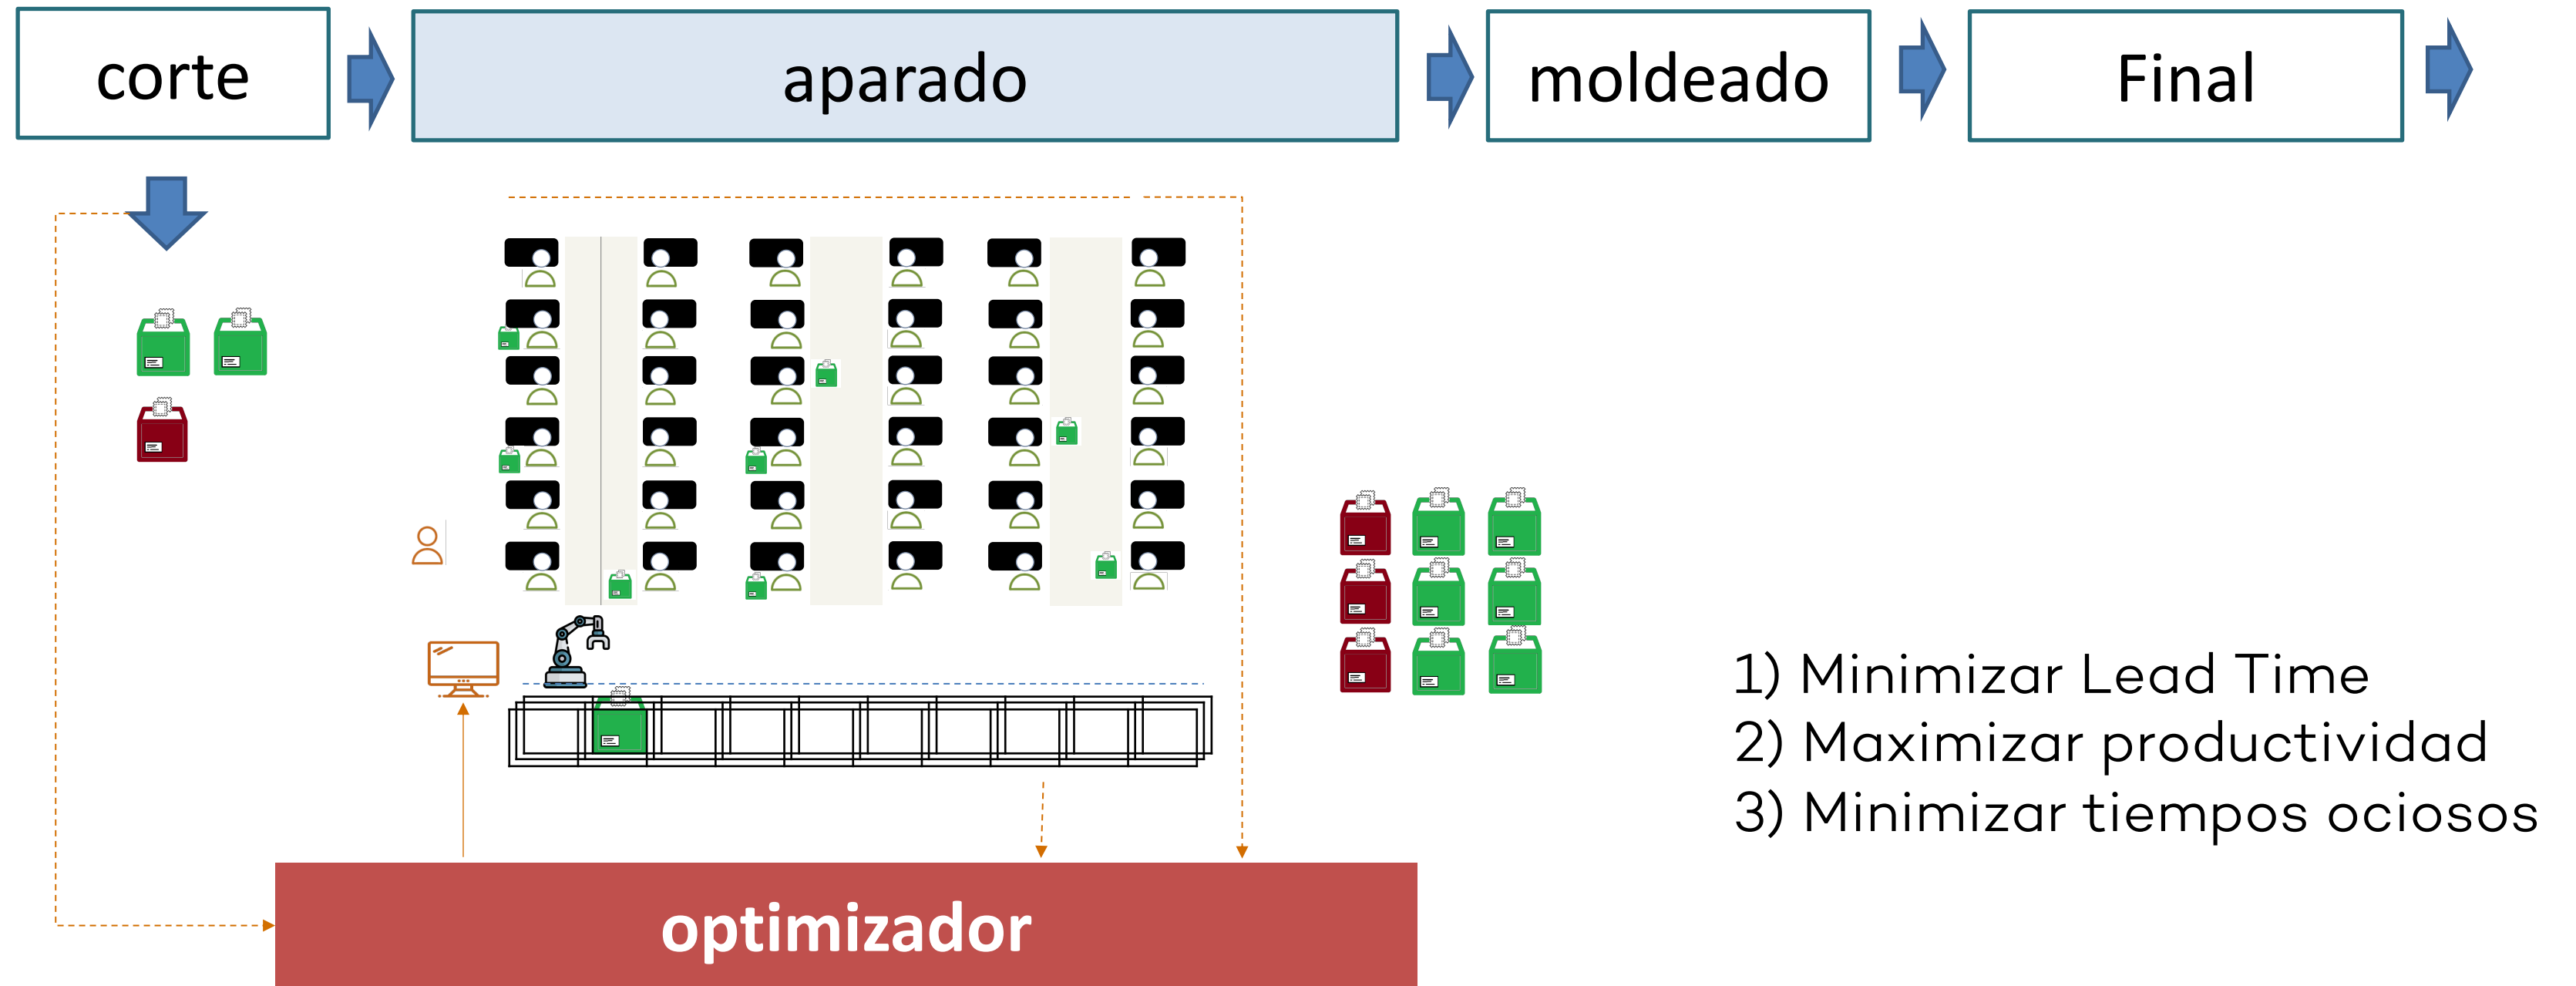 corte
aparado
moldeado
Final
1) Minimizar Lead Time
2) Maximizar productividad
3) Minimizar tiempos ociosos
optimizador